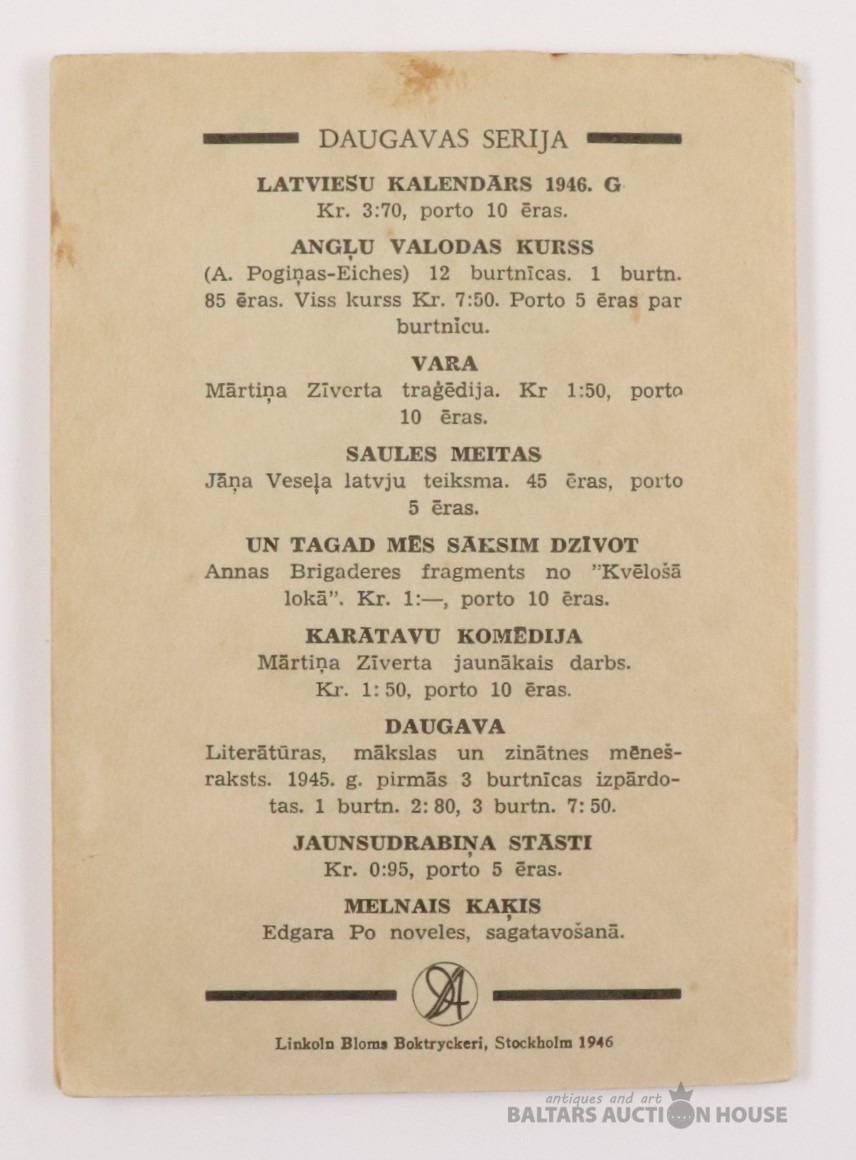 DAUGAVAS SERIJA
LATVIEŠU KALENDĀRS 1946. G
Kr. 3:70, porto 10 ēras.
ANGĻU VALODAS KURSS
(A. Pogiņas-Eiches) 12 burtnīcas. 1 burtn.
85 ēras. Viss kurss Kr. 7:50. Porto 5 ēras par
burtnīcu.
VARA
Mārtiņa Zīverta traģēdija. Kr 1:50, porto
10 ēras.
SAULES MEITAS
Jāņa Veseļa latvju teiksma. 45 ēras, porto
5 ēras.
UN TAGAD MĒS SĀKSIM DZĪVOT
Annas Brigaderes fragments no ”Kvēlošā
lokā”. Kr. 1:—, porto 10 ēras.
KARĀTAVU KOMĒDIJA
Mārtiņa Zīverta jaunākais darbs.
Kr. 1: 50, porto 10 ēras.
DAUGAVA
Literātūras, mākslas un zinātnes mēneš-
raksts. 1945. g. pirmās 3 burtnīcas izpārdo-
tas. 1 burtn. 2: 80, 3 burtn. 7: 50.
JAUNSUDRABIŅA STĀSTI
Kr. 0:95, porto 5 ēras.
MELNAIS KAĶIS
Edgara Po noveles, sagatavošanā.
DA
Linkoln Bloms Boktryckeri, Stockholm 1946
antiques and art
BALTARS AUCTION HOUSE